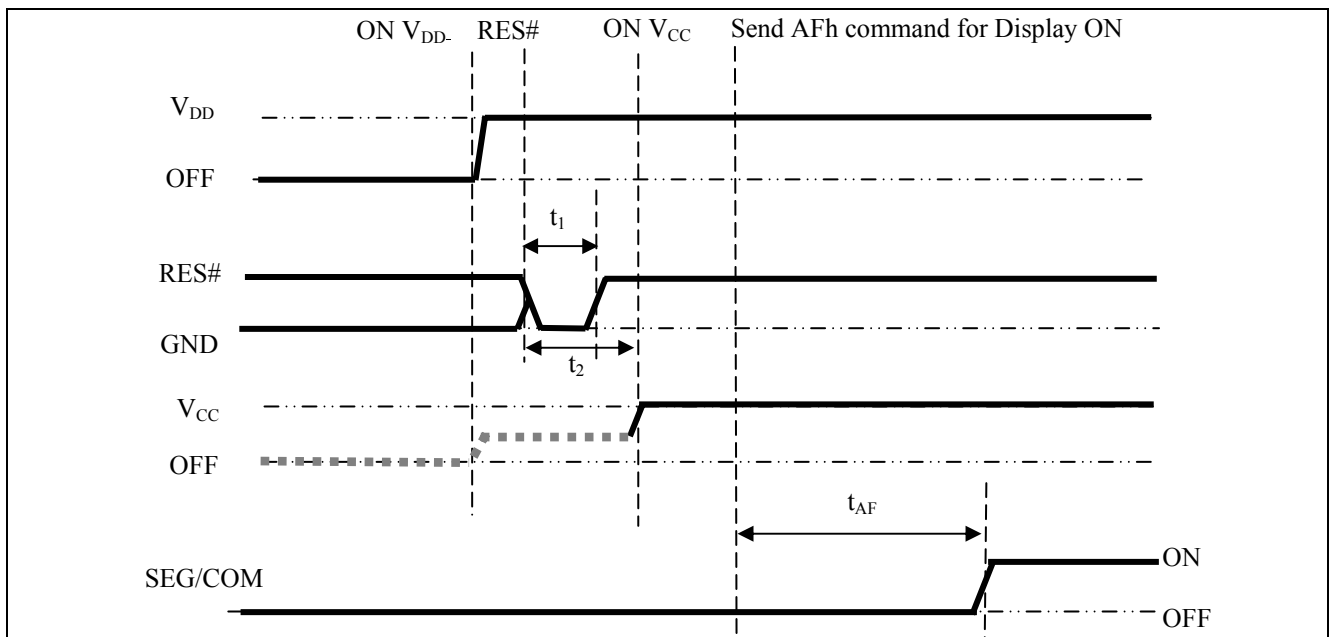 ON VDD- RES# ON VCC Send AFh command for Display ON
VDD
OFF
t1
RES#
GND
t2
VCC
OFF
tAF
SEG/COM
ON
OFF